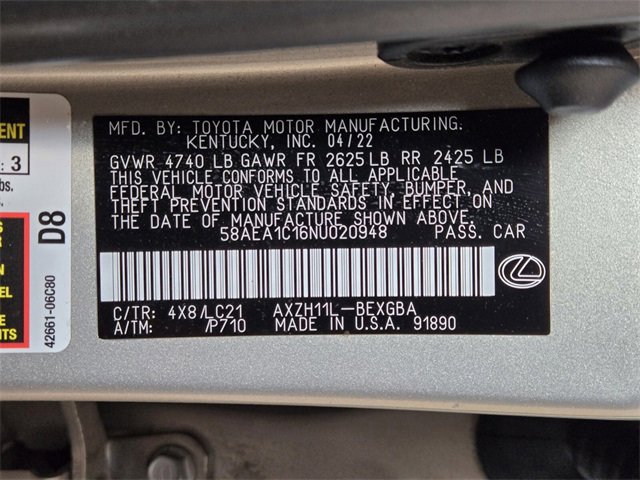 MFD. BY: TOYOTA MOTOR MANUFACTURING.
KENTUCKY, INC. 04/22
GVWR 4740 LB GAWR FR 2625 LB RR 2425 LB
THIS VEHICLE CONFORMS TO ALL APPLICABLE
FEDERAL MOTOR VEHICLE SAFETY, BUMPER, AND
THEFT PREVENTION STANDARDS IN EFFECT ON
THE DATE OF MANUFACTURE SHOWN ABOVE.
58AEA1C16NU020948 PASS. CAR
C/TR: 4X8/LC21 AXZH11L-BEXGBA
A/TM: /P710 MADE IN U.S.A. 91890
3
D8
42661-06C80